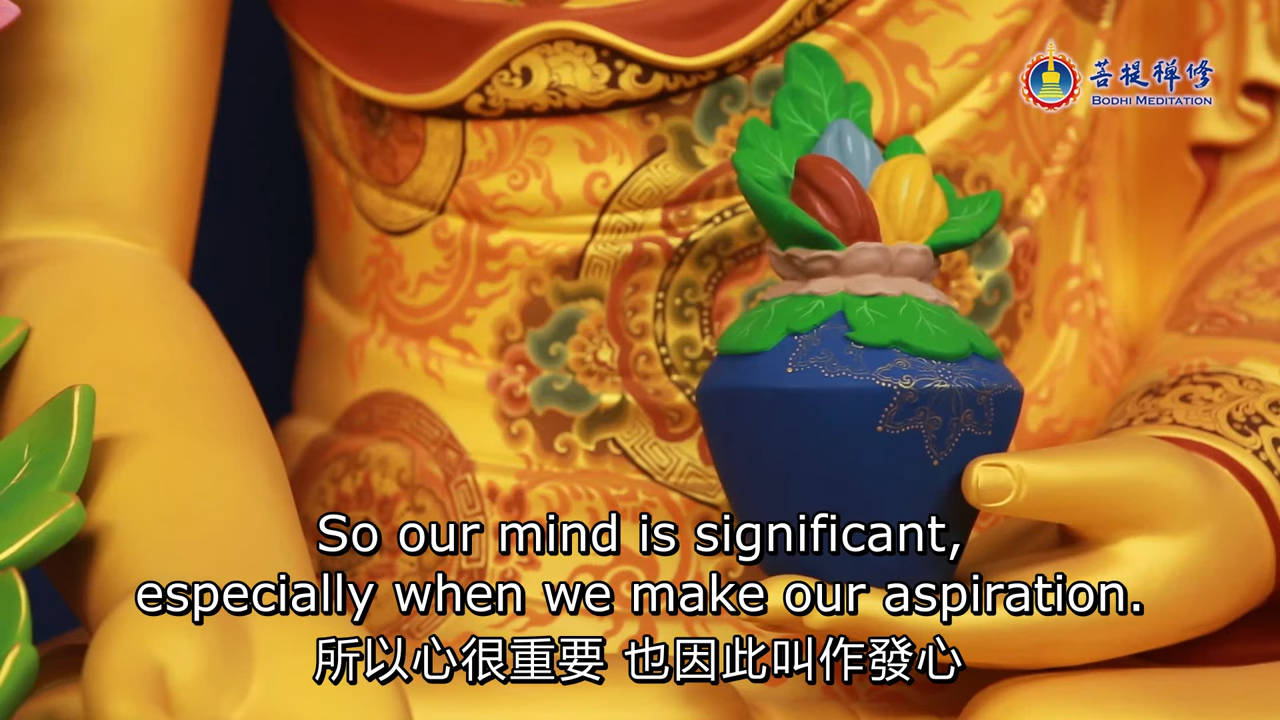 菩提禪修
BODHI MEDITATION
So our mind is significant,
especially when we make our aspiration.
所以心很重要 也因此叫作發心